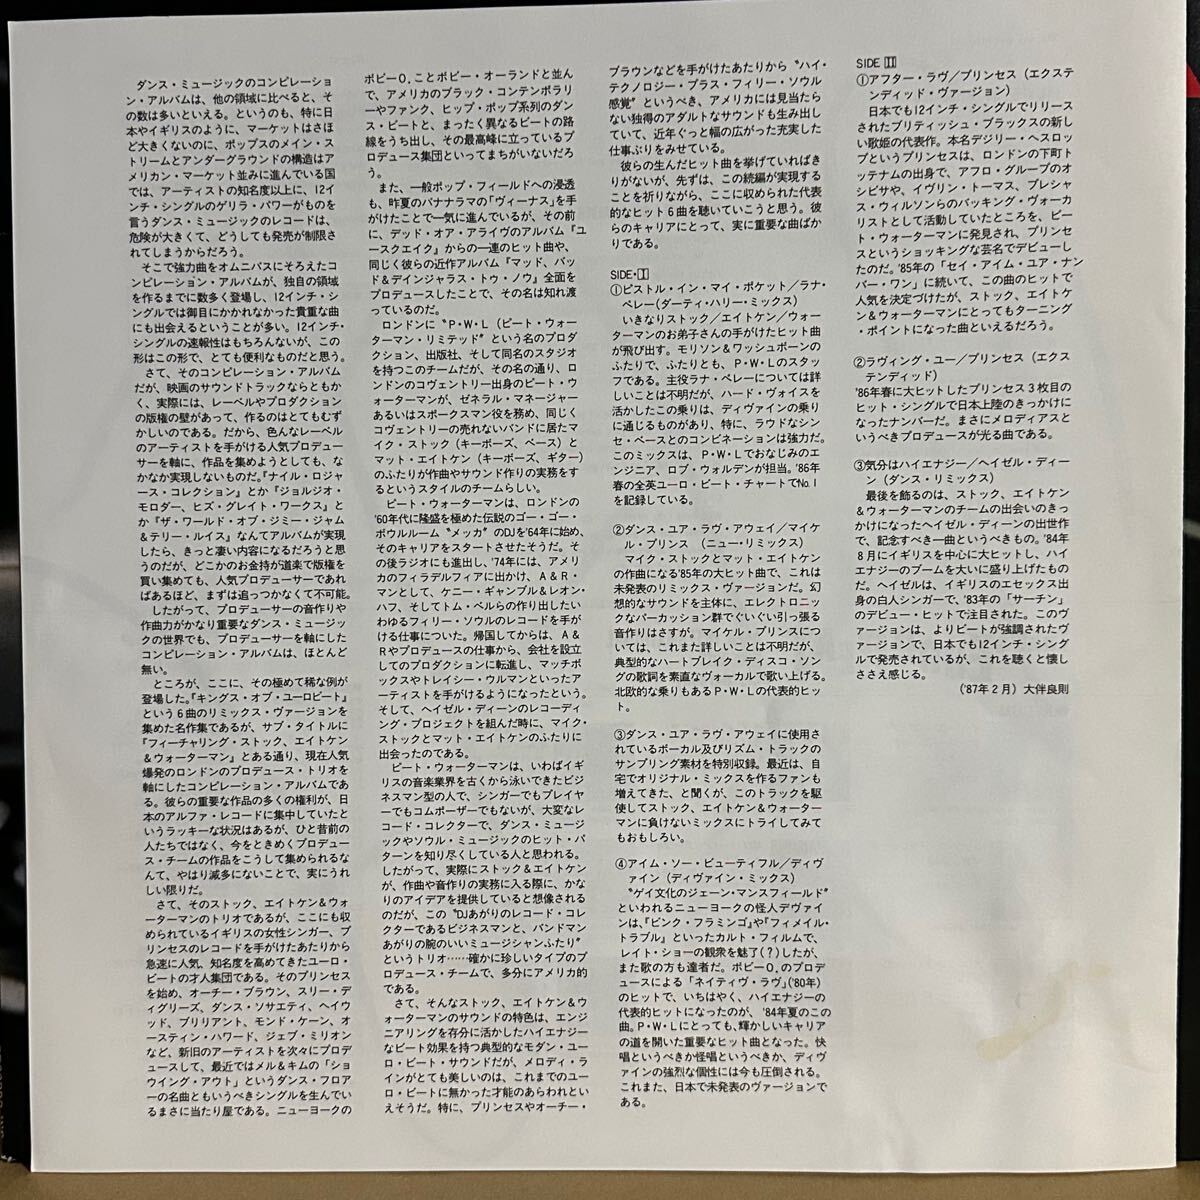 ダンス・ミュージックのコンピレーショ
ン・アルバムは、他の領域に比べると、そ
の数は多いといえる。というのも、特に日
本やイギリスのように、マーケットはさほ
ど大きくないのに、ポップスのメイン・ス
トリームとアンダーグラウンドの構造はア
メリカン・マーケット並みに進んでいる国
では、アーティストの知名度以上に、12イ
ンチ・シングルのゲリラ・パワーがものを
言うダンス・ミュージックのレコードは、
危険が大きくて、どうしても発売が制限さ
れてしまうからだろう。
そこで強力曲をオムニバスにそろえたコ
ンピレーション・アルバムが、独自の領域
を作るまでに数多く登場し、12インチ・シ
ングルでは御目にかかれなかった貴重な曲
にも出会えるということが多い。12インチ・
シングルの速報性はもちろんないが、この
形はこの形で、とても便利なものだと思う。
さて、そのコンピレーション・アルバム
だが、映画のサウンドトラックならともか
く、実際には、レーベルやプロダクション
の版権の壁があって、作るのはとてもむず
かしいのである。だから、色んなレーベル
のアーティストを手がける人気プロデュー
サーを軸に、作品を集めようとしても、な
かなか実現しないものだ。『ナイル・ロジャ
ース・コレクション』とか『ジョルジオ・
モロダー、ヒズ・グレイト・ワークス』と
か『ザ・ワールド・オブ・ジミー・ジャム
&テリー・ルイス』なんてアルバムが実現
したら、きっと凄い内容になるだろうと思
うのだが、どこかのお金持が道楽で版権を
買い集めても、人気プロデューサーであれ
ばあるほど、まずは追っつかなくて不可能。
したがって、プロデューサーの音作りや
作曲力がかなり重要なダンス・ミュージッ
クの世界でも、プロデューサーを軸にした
コンピレーション・アルバムは、ほとんど
無い。
ところが、ここに、その極めて稀な例が
登場した。『キングス・オブ・ユーロビート』
という6曲のリミックス・ヴァージョンを
集めた名作集であるが、サブ・タイトルに
『フィーチャリング・ストック、エイトケン
&ウォーターマン』とある通り、現在人気
爆発のロンドンのプロデュース・トリオを
軸にしたコンピレーション・アルバムであ
る。彼らの重要な作品の多くの権利が、日
本のアルファ・レコードに集中していたと
いうラッキーな状況はあるが、ひと昔前の
人たちではなく、今をときめくプロデュー
ス・チームの作品をこうして集められるな
んて、やはり滅多にないことで、実にうれ
しい限りだ。
さて、そのストック、エイトケン&ウォ
ーターマンのトリオであるが、ここにも収
められているイギリスの女性シンガー、プ
リンセスのレコードを手がけたあたりから
急速に人気、知名度を高めてきたユーロ・
ビートの才人集団である。そのプリンセス
を始め、オーチー・ブラウン、スリー・デ
ィグリーズ、ダンス・ソサエティ、ヘイウ
ッド、ブリリアント、モンド・ケーン、オ
ースティン・ハワード、ジェブ・ミリオン
など、新旧のアーティストを次々にプロデ
ュースして、最近ではメル&キムの「ショ
ウイング・アウト」というダンス・フロア
ーの名曲ともいうべきシングルを生んでい
るまさに当たり屋である。ニューヨークの
ボビーO.ことボビー・オーランドと並ん
で、アメリカのブラック・コンテンポラリ
ーやファンク、ヒップ・ポップ系列のダン
ス・ビートと、まったく異なるビートの路
線をうち出し、その最高峰に立っているプ
ロデュース集団といってまちがいないだろ
う。
また、一般ポップ・フィールドへの浸透
も、昨夏のバナナラマの「ヴィーナス」を手
がけたことで一気に進んでいるが、その前
に、デッド・オア・アライヴのアルバム『ユ
ースクエイク』からの一連のヒット曲や、
同じく彼らの近作アルバム『マッド、バッ
ド&デインジャラス・トゥ・ノウ』全面を
プロデュースしたことで、その名は知れ渡
っているのだ。
ロンドンに〝P・W・L(ピート・ウォー
ターマン・リミテッド〟という名のプロダ
クション、出版社、そして同名のスタジオ
を持つこのチームだが、その名の通り、ロ
ンドンのコヴェントリー出身のピート・ウ
ォーターマンが、ゼネラル・マネージャー
あるいはスポークスマン役を務め、同じく
コヴェントリーの売れないバンドに居たマ
イク・ストック(キーボーズ、ベース)と
マット・エイトケン(キーボーズ、ギター)
のふたりが作曲やサウンド作りの実務をす
るというスタイルのチームらしい。
ピート・ウォーターマンは、ロンドンの
'60年代に隆盛を極めた伝説のゴー・ゴー・
ボウルルーム〝メッカ〟のDJを'64年に始め、
そのキャリアをスタートさせたそうだ。そ
の後ラジオにも進出し、'74年には、アメリ
カのフィラデルフィアに出かけ、A&R・
マンとして、ケニー・ギャンブル&レオン・
ハフ、そしてトム・ベルらの作り出したい
わゆるフィリー・ソウルのレコードを手が
ける仕事についた。帰国してからは、A&
Rやプロデュースの仕事から、会社を設立
してのプロダクションに転進し、マッチボ
ックスやトレイシー・ウルマンといったア
ーティストを手がけるようになったという。
そして、ヘイゼル・ディーンのレコーディ
ング・プロジェクトを組んだ時に、マイク・
ストックとマット・エイトケンのふたりに
出会ったのである。
ピート・ウォーターマンは、いわばイギ
リスの音楽業界を古くから泳いできたビジ
ネスマン型の人で、シンガーでもプレイヤ
ーでもコムポーザーでもないが、大変なレ
コード・コレクターで、ダンス・ミュージ
ックやソウル・ミュージックのヒット・パ
ターンを知り尽くしている人と思われる。
したがって、実際にストック&エイトケン
が、作曲や音作りの実務に入る際に、かな
りのアイデアを提供していると想像される
のだが、この〝DJあがりのレコード・コレ
クターであるビジネスマンと、バンドマン
あがりの腕のいいミュージシャンふたり〟
というトリオ……確かに珍しいタイプのプ
ロデュース・チームで、多分にアメリカ的
である。
さて、そんなストック、エイトケン&ウ
ォーターマンのサウンドの特色は、エンジ
ニアリングを存分に活かしたハイエナジー
なビート効果を持つ典型的なモダン・ユー
ロ・ビート・サウンドだが、メロディ・ラ
インがとても美しいのは、これまでのユー
ロ・ビートに無かった才能のあらわれとい
えそうだ。特に、プリンセスやオーチー・
ブラウンなどを手がけたあたりから〝ハイ・
テクノロジー・プラス・フィリー・ソウル
感覚〟というべき、アメリカには見当たら
ない独得のアダルトなサウンドも生み出し
ていて、近年ぐっと幅の広がった充実した
仕事ぶりをみせている。
彼らの生んだヒット曲を挙げていればき
りがないが、先ずは、この続編が実現する
ことを祈りながら、ここに収められた代表
的なヒット6曲を聴いていこうと思う。彼
らのキャリアにとって、実に重要な曲ばか
りである。
SIDE・I
①ピストル・イン・マイ・ポケット/ラナ・
ペレー(ダーティ・ハリー・ミックス)
いきなりストック/エイトケン/ウォー
ターマンのお弟子さんの手がけたヒット曲
が飛び出す。モリソン&ワッシュボーンの
ふたりで、ふたりとも、P・W・Lのスタッ
フである。主役ラナ・ペレーについては詳
しいことは不明だが、ハード・ヴォイスを
活かしたこの乗りは、ディヴァインの乗り
に通じるものがあり、特に、ラウドなシン
セ・ベースとのコンビネーションは強力だ。
このミックスは、P・W・Lでおなじみのエ
ンジニア、ロブ・ウォルデンが担当。'86年
春の全英ユーロ・ビート・チャートでNo.1
を記録している。
②ダンス・ユア・ラヴ・アウェイ/マイケ
ル・プリンス(ニュー・リミックス)
マイク・ストックとマット・エイトケン
の作曲になる'85年の大ヒット曲で、これは
未発表のリミックス・ヴァージョンだ。幻
想的なサウンドを主体に、エレクトロニッ
クなパーカッション群でぐいぐい引っ張る
音作りはさすが。マイケル・プリンスにつ
いては、これまた詳しいことは不明だが、
典型的なハートブレイク・ディスコ・ソン
グの歌詞を素直なヴォーカルで歌い上げる。
北欧的な乗りもあるP・W・Lの代表的ヒッ
ト。
③ダンス・ユア・ラヴ・アウェイに使用さ
れているボーカル及びリズム・トラックの
サンプリング素材を特別収録。最近は、自
宅でオリジナル・ミックスを作るファンも
増えてきた、と聞くが、このトラックを駆
使してストック、エイトケン&ウォーター
マンに負けないミックスにトライしてみて
もおもしろい。
④アイム・ソー・ビューティフル/ディヴ
ァイン(ディヴァイン・ミックス)
〝ゲイ文化のジェーン・マンスフィールド〟
といわれるニューヨークの怪人デヴァイ
ンは、『ピンク・フラミンゴ』や『フィメイル・
トラブル』といったカルト・フィルムで、
レイト・ショーの観衆を魅了(?)したが、
また歌の方も達者だ。ボビーO.のプロデ
ュースによる「ネイティヴ・ラヴ」('80年)
のヒットで、いちはやく、ハイエナジーの
代表的ヒットになったのが、'84年夏のこの
曲。P・W・Lにとっても、輝かしいキャリア
の道を開いた重要なヒット曲となった。快
唱というべきか怪唱というべきか、ディヴ
ァインの強烈な個性には今も圧倒される。
これまた、日本で未発表のヴァージョンで
ある。
SIDE II
①アフター・ラヴ/プリンセス(エクステ
ンディッド・ヴァージョン)
日本でも12インチ・シングルでリリース
されたブリティッシュ・ブラックスの新し
い歌姫の代表作。本名デジリー・ヘスロッ
プというプリンセスは、ロンドンの下町ト
ッテナムの出身で、アフロ・グループのオ
シビサや、イヴリン・トーマス、プレシャ
ス・ウィルソンらのバッキング・ヴォーカ
リストとして活動していたところを、ピー
ト・ウォーターマンに発見され、プリンセ
スというショッキングな芸名でデビューし
たのだ。'85年の「セイ・アイム・ユア・ナン
バー・ワン」に続いて、この曲のヒットで
人気を決定づけたが、ストック、エイトケ
ン&ウォーターマンにとってもターニング
・ポイントになった曲といえるだろう。
②ラヴィング・ユー/プリンセス(エクス
テンディッド)
'86年春に大ヒットしたプリンセス3枚目の
ヒット・シングルで日本上陸のきっかけに
なったナンバーだ。まさにメロディアスと
いうべきプロデュースが光る曲である。
③気分はハイエナジー/ヘイゼル・ディー
ン(ダンス・リミックス)
最後を飾るのは、ストック、エイトケン
&ウォーターマンのチームの出会いのきっ
かけになったヘイゼル・ディーンの出世作
で、記念すべき一曲というべきもの。'84年
8月にイギリスを中心に大ヒットし、ハイ
エナジーのブームを大いに盛り上げたもの
だ。ヘイゼルは、イギリスのエセックス出
身の白人シンガーで、'83年の「サーチン」
のデビュー・ヒットで注目された。このヴ
ァージョンは、よりビートが強調されたヴ
ァージョンで、日本でも12インチ・シング
ルで発売されているが、これを聴くと懐し
ささえ感じる。
('87年2月)大伴良則